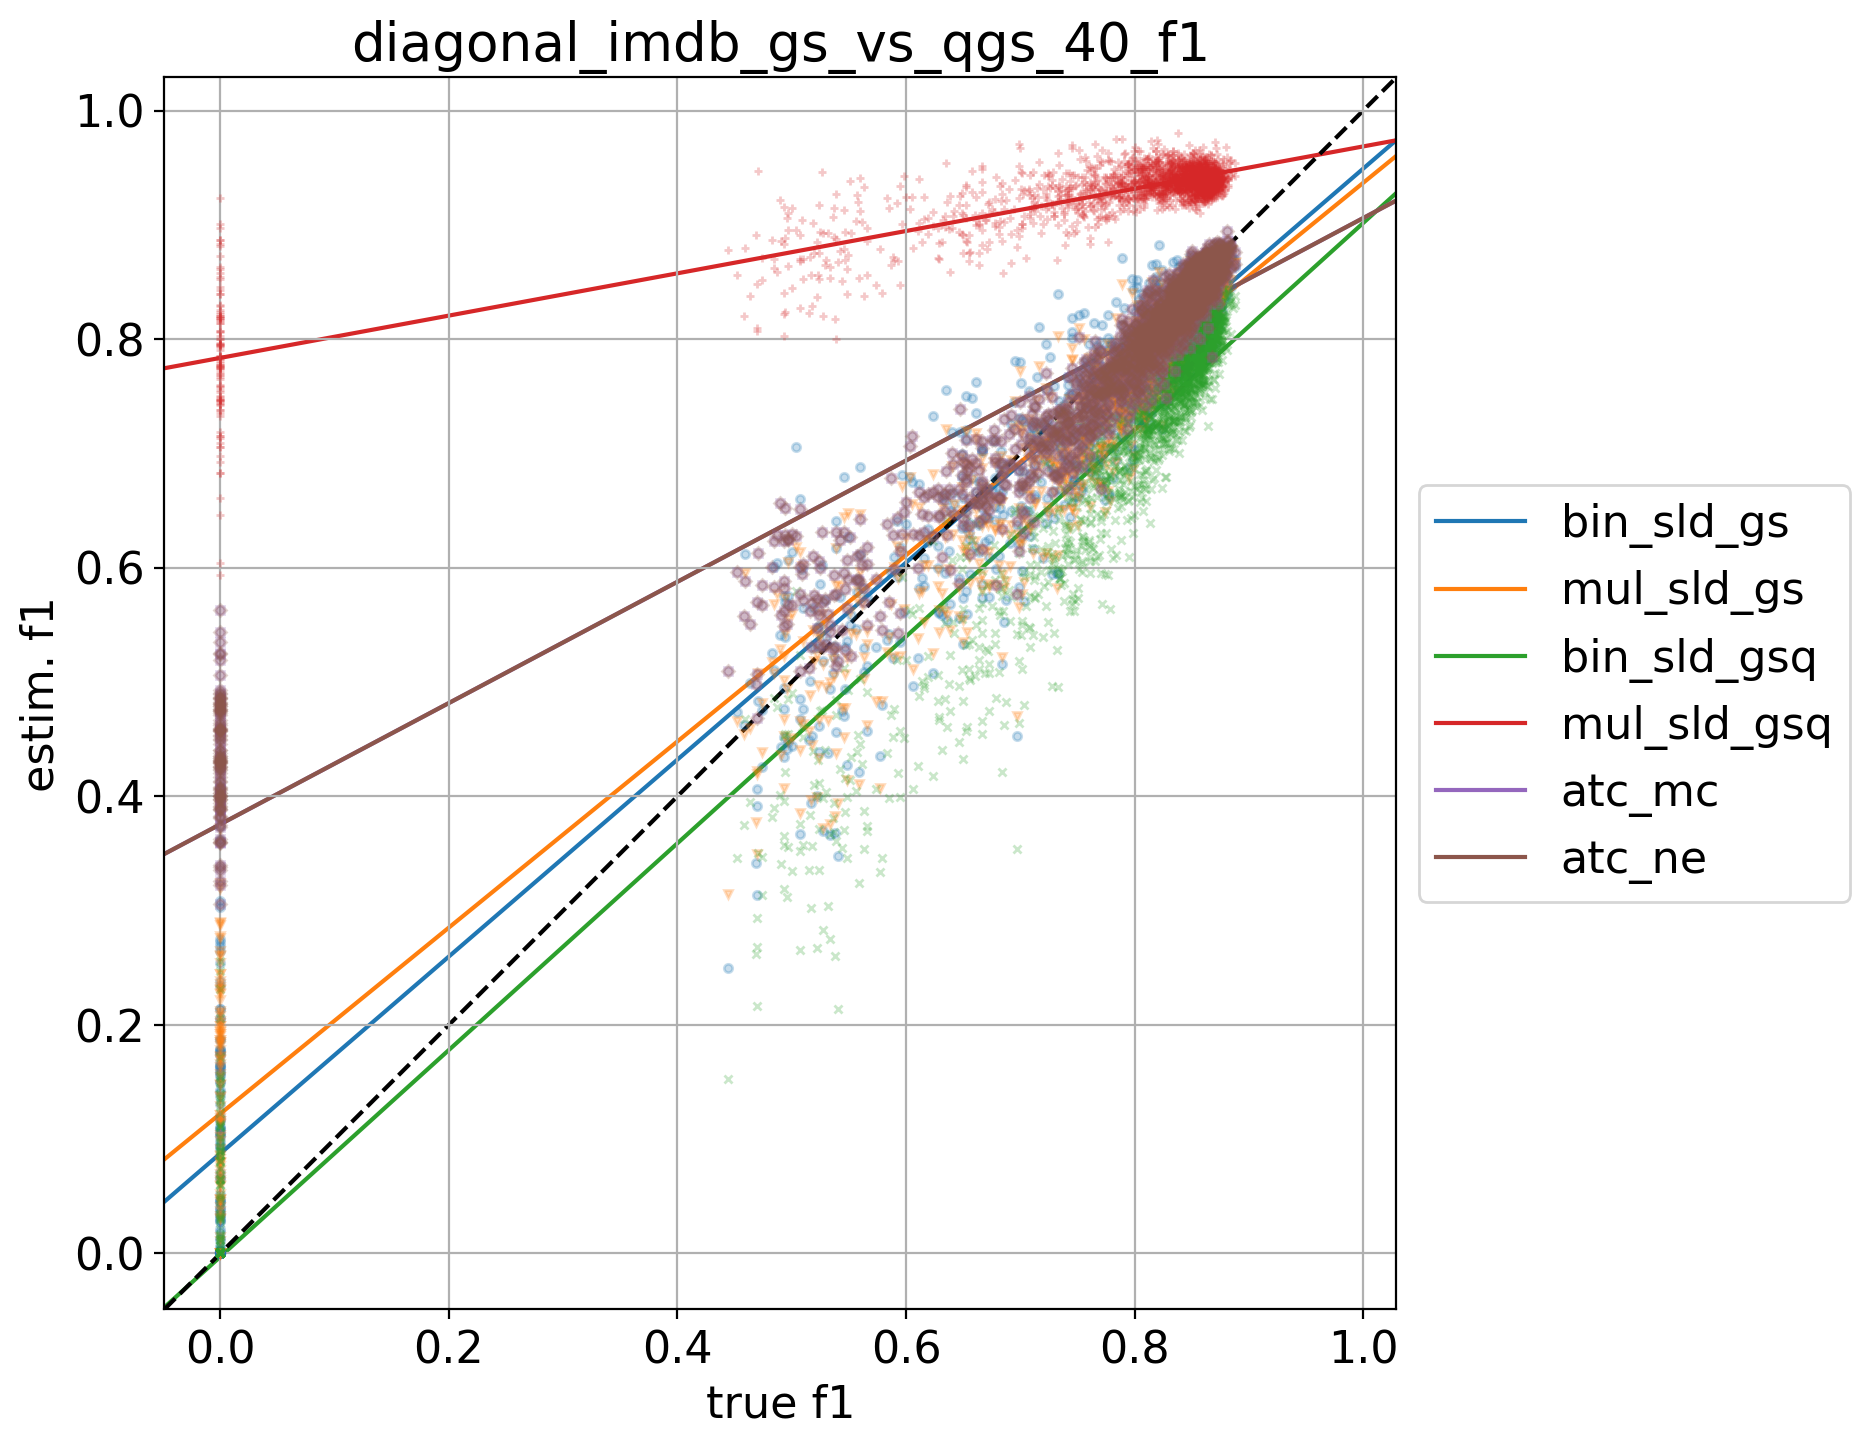 diagonal_imdb_gs_vs_qgs_40_f1
1.0
0.8
0.6
0.4
0.2
0.0
estim. f1
0.0
0.2
0.4
0.6
0.8
1.0
true f1
bin_sld_gs
mul_sld_gs
bin_sld_gsq
mul_sld_gsq
atc_mc
atc_ne